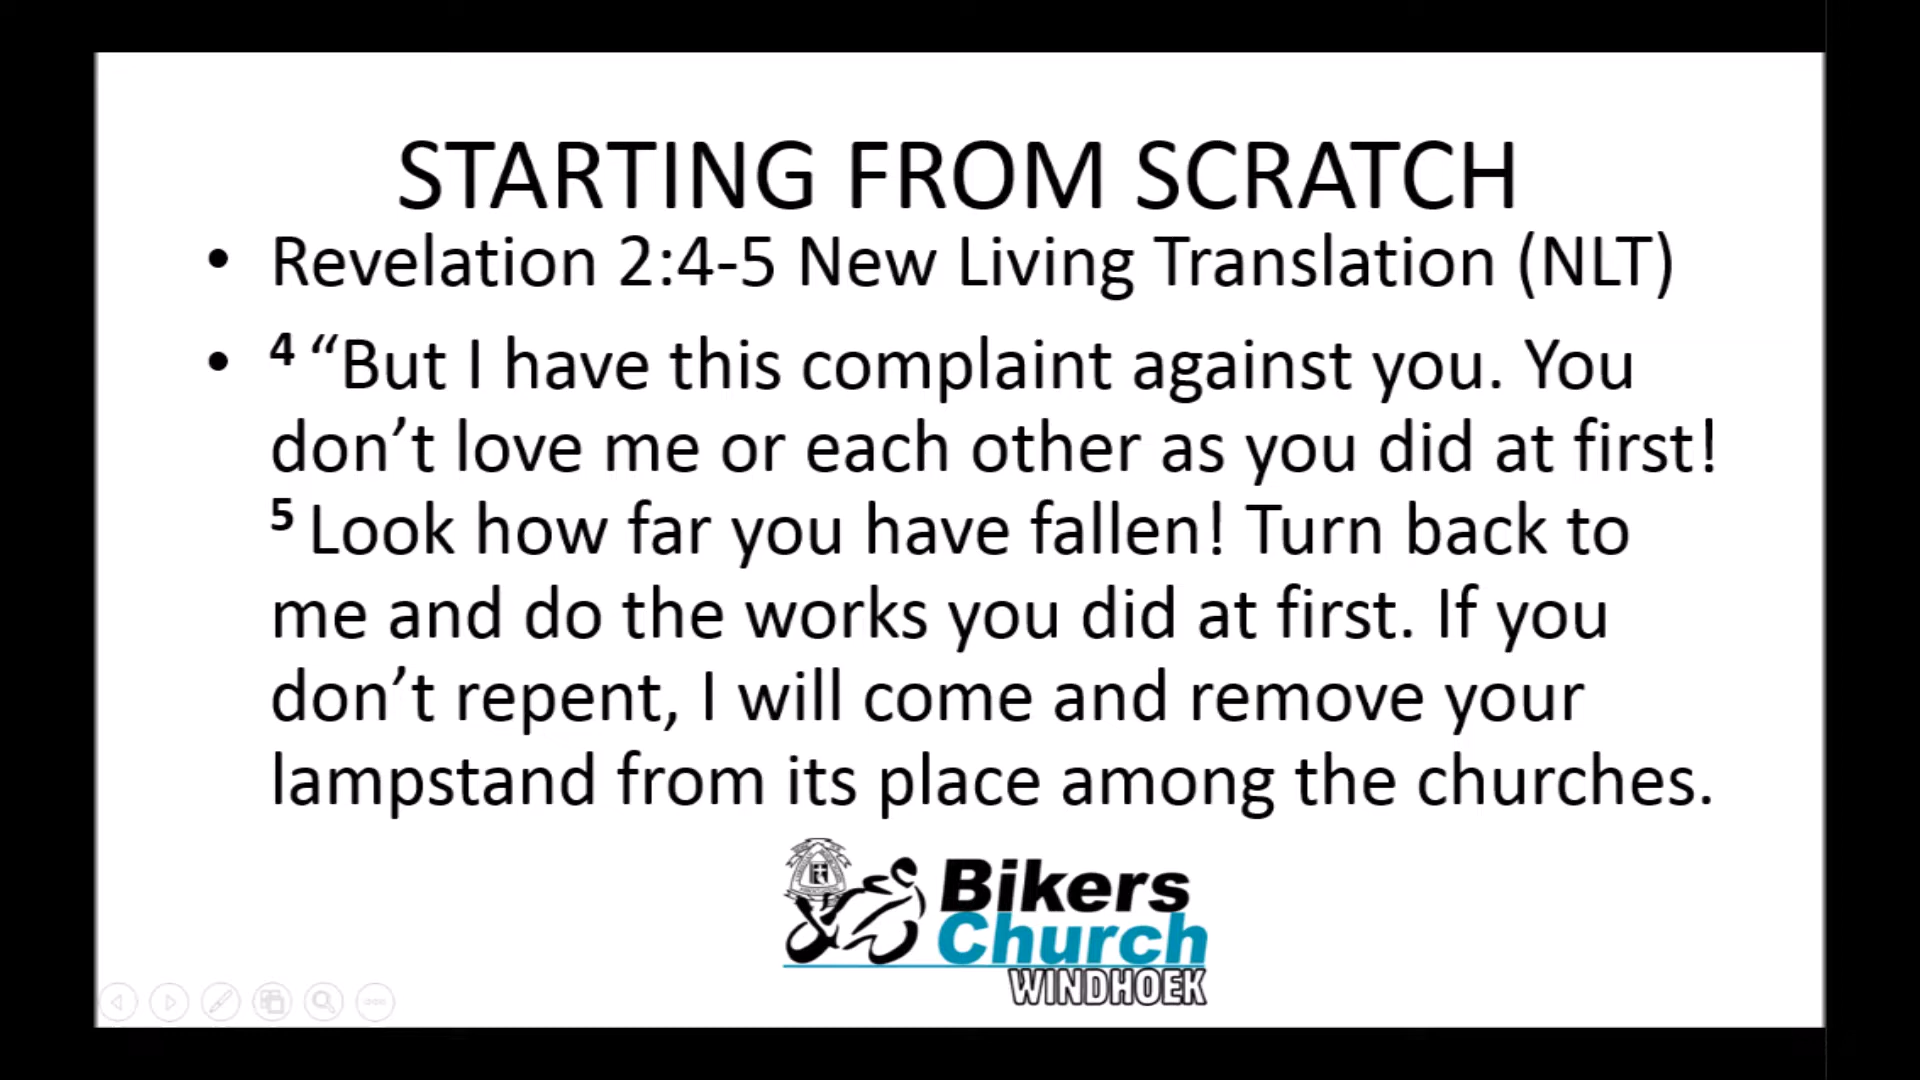 STARTING FROM SCRATCH
• Revelation 2:4-5 New Living Translation (NLT)
• 4 “But I have this complaint against you. You
don’t love me or each other as you did at first!
5 Look how far you have fallen! Turn back to
me and do the works you did at first. If you
don’t repent, I will come and remove your
lampstand from its place among the churches.
Bikers
Church
WINDHOEK